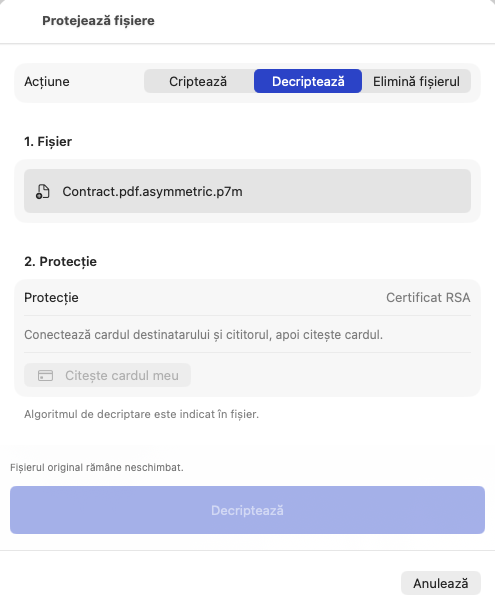 Protejează fișiere
Acțiune
Criptează
Decriptează
Elimină fișierul
1. Fișier
Contract.pdf.asymmetric.p7m
2. Protecție
Protecție
Certificat RSA
Conectează cardul destinatarului și cititorul, apoi citește cardul.
Citește cardul meu
Algoritmul de decriptare este indicat în fișier.
Fișierul original rămâne neschimbat.
Decriptează
Anulează